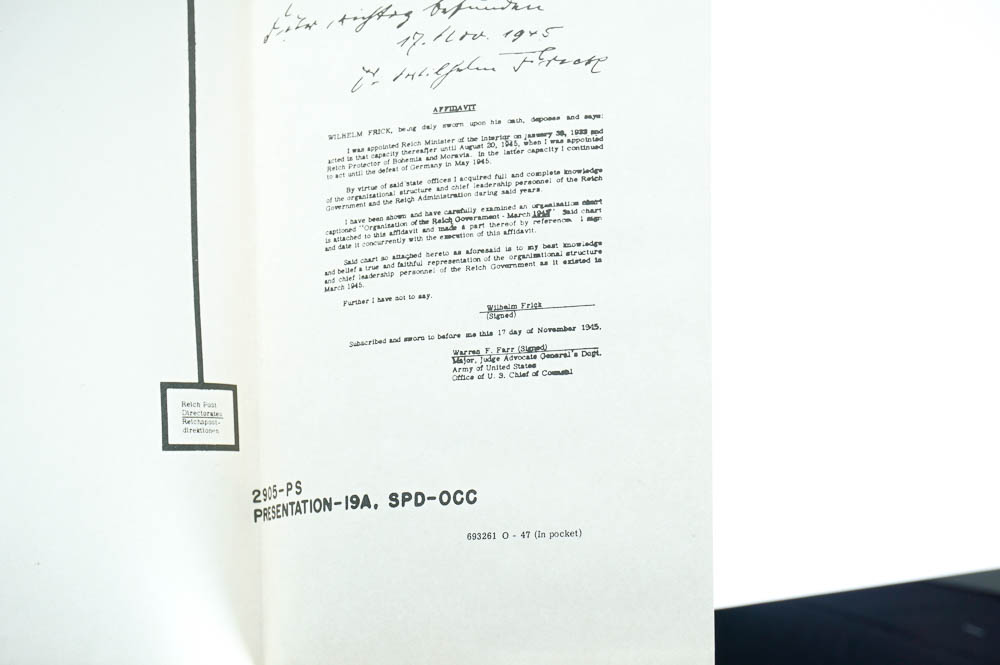 Für richtig befunden
17. Nov. 1945
Dr Wilhelm Frick
AFFIDAVIT
WILHELM FRICK, being duly sworn upon his oath, deposes and says:
I was appointed Reich Minister of the Interior on January 30, 1933 and
acted is that capacity thereafter until August 20, 1945, when I was appointed
Reich Protector of Bohemia and Moravia. In the latter capacity I continued
to act until the defeat of Germany in May 1945.
By virtue of said state offices I acquired full and complete knowledge
of the organizational structure and chief leadership personnel of the Reich
Government and the Reich Administration during said years.
I have been shown and have carefully examined an organization chart
captioned "Organization of the Reich Government - March 1945" Said chart
is attached to this affidavit and made a part thereof by reference. I sign
and date it concurrently with the execution of this affidavit.
Said chart so attached hereto as aforesaid is to my best knowledge
and belief a true and faithful representation of the organizational structure
and chief leadership personnel of the Reich Government as it existed in
March 1945.
Further I have not to say.
Wilhelm Frick
(Signed)
Subscribed and sworn to before me this 17 day of November 1945.
Warren F. Farr (Signed)
Major, Judge Advocate General's Dept.
Army of United States
Office of U. S. Chief of Counsel
Reich Post
Directorates
Reichspost-
direktionen
2905-PS
PRESENTATION-19A, SPD-OCC
693261 O - 47 (In pocket)